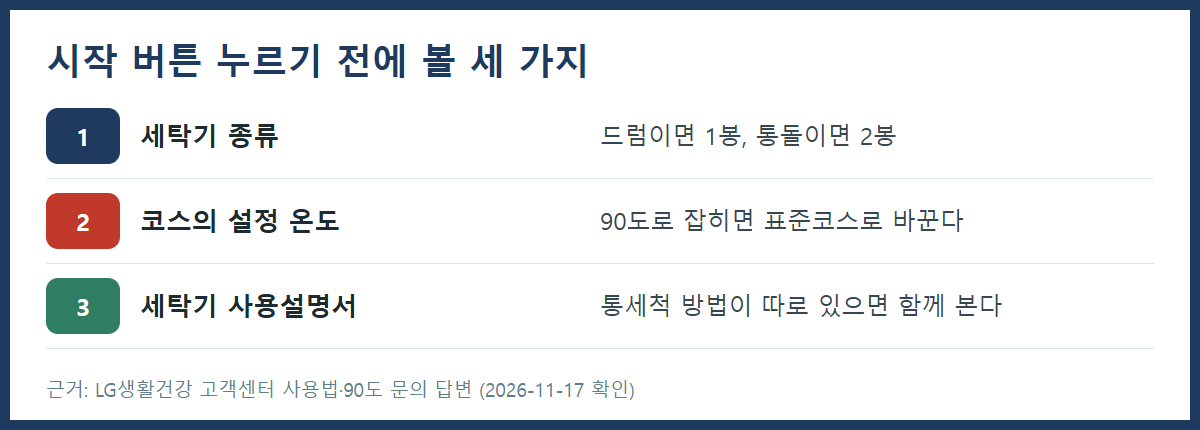 시작 버튼 누르기 전에 볼 세 가지
1 세탁기 종류 드럼이면 1봉, 통돌이면 2봉
2 코스의 설정 온도 90도로 잡히면 표준코스로 바꾼다
3 세탁기 사용설명서 통세척 방법이 따로 있으면 함께 본다
근거: LG생활건강 고객센터 사용법·90도 문의 답변 (2026-11-17 확인)